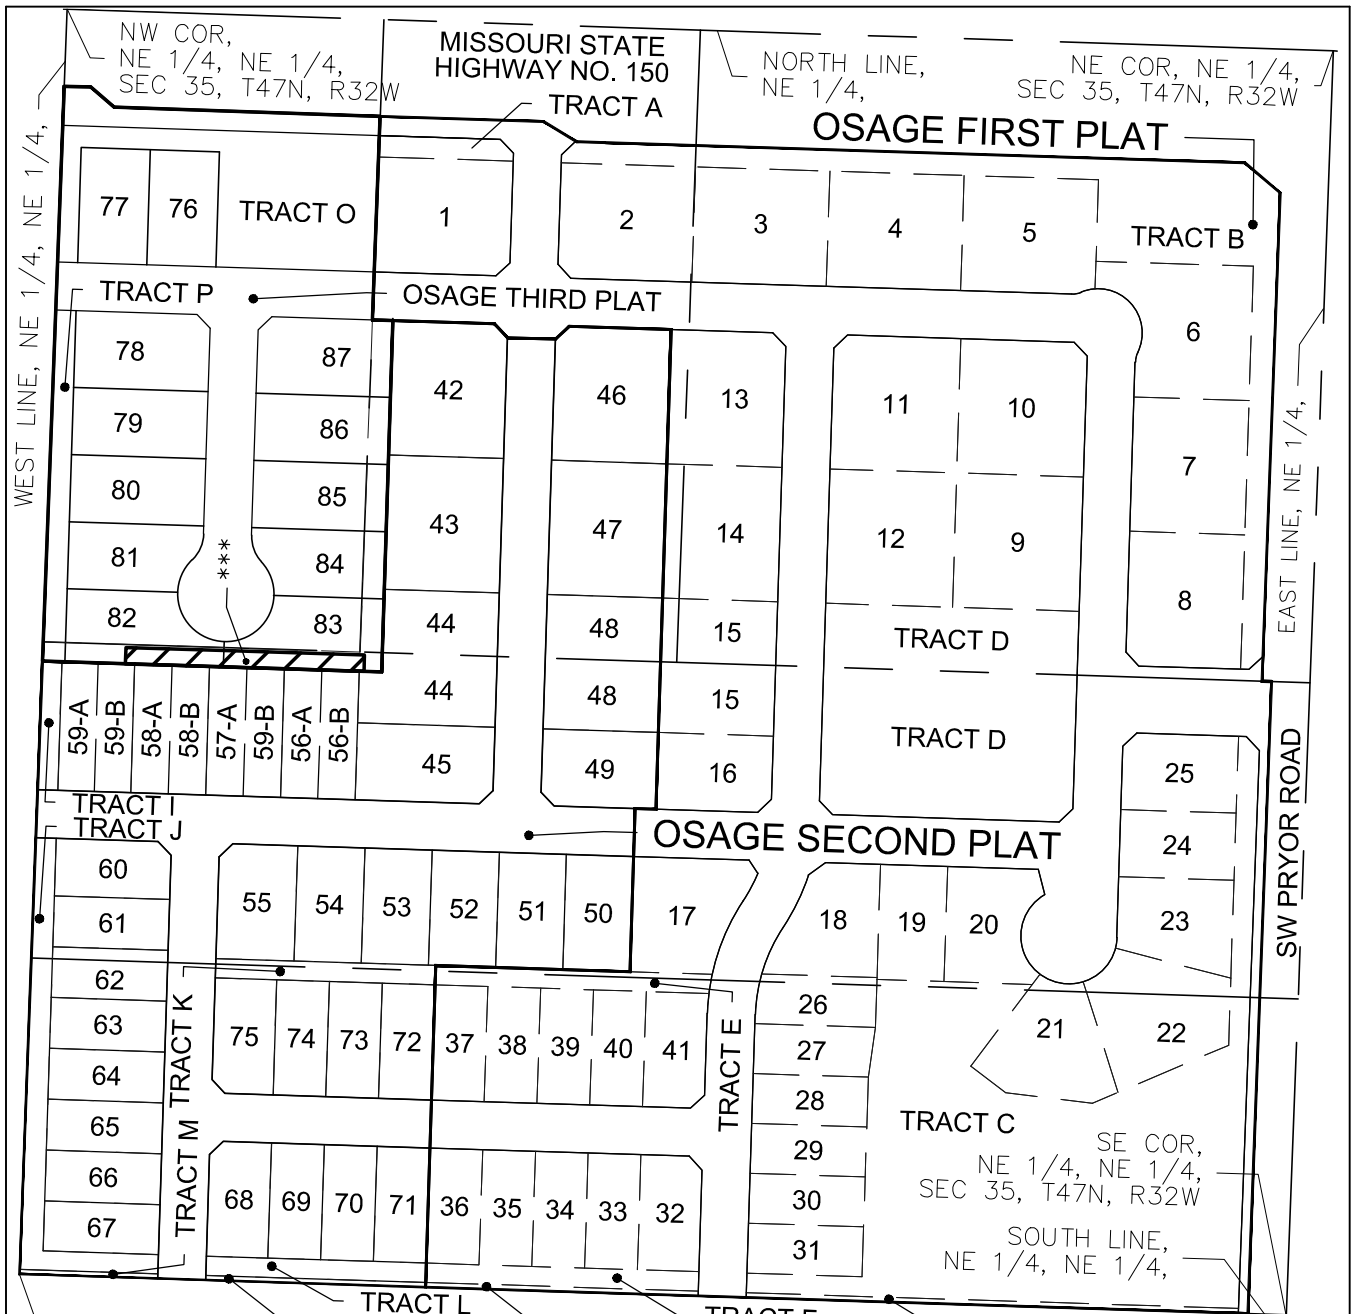 NW COR,
NE 1/4, NE 1/4,
SEC 35, T47N, R32W
MISSOURI STATE
HIGHWAY NO. 150
NORTH LINE,
NE 1/4,
NE COR, NE 1/4,
SEC 35, T47N, R32W
TRACT A
OSAGE FIRST PLAT
WEST LINE, NE 1/4, NE 1/4,
77
76
TRACT O
1
2
3
4
5
TRACT B
TRACT P
OSAGE THIRD PLAT
6
78
87
42
46
13
11
10
79
86
7
80
85
43
47
14
12
9
81
***
84
8
EAST LINE, NE 1/4,
82
83
44
48
15
TRACT D
59-A
59-B
58-A
58-B
57-A
59-B
56-A
56-B
44
48
15
TRACT D
45
49
16
25
SW PRYOR ROAD
TRACT I
TRACT J
OSAGE SECOND PLAT
24
60
61
55
54
53
52
51
50
17
18
19
20
23
62
TRACT K
26
63
75
74
73
72
37
38
39
40
41
TRACT E
27
21
22
64
28
TRACT C
65
TRACT M
29
SE COR,
NE 1/4, NE 1/4,
SEC 35, T47N, R32W
66
68
69
70
71
36
35
34
33
32
30
67
31
SOUTH LINE,
NE 1/4, NE 1/4,
TRACT L
TRACT F